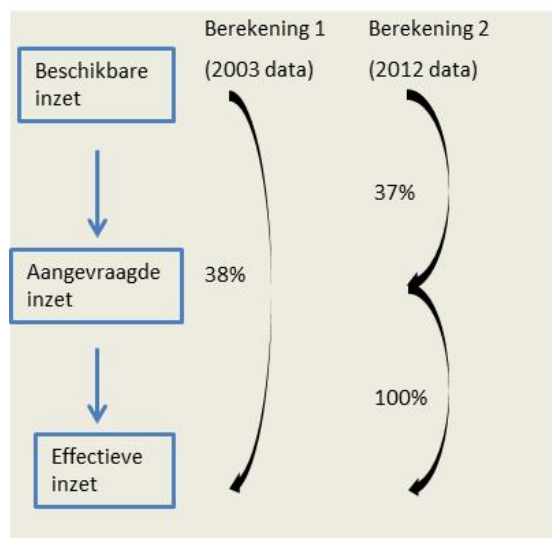 Berekening 1
(2003 data)
Berekening 2
(2012 data)
Beschikbare
inzet
37%
Aangevraagde
inzet
38%
100%
Effectieve
inzet